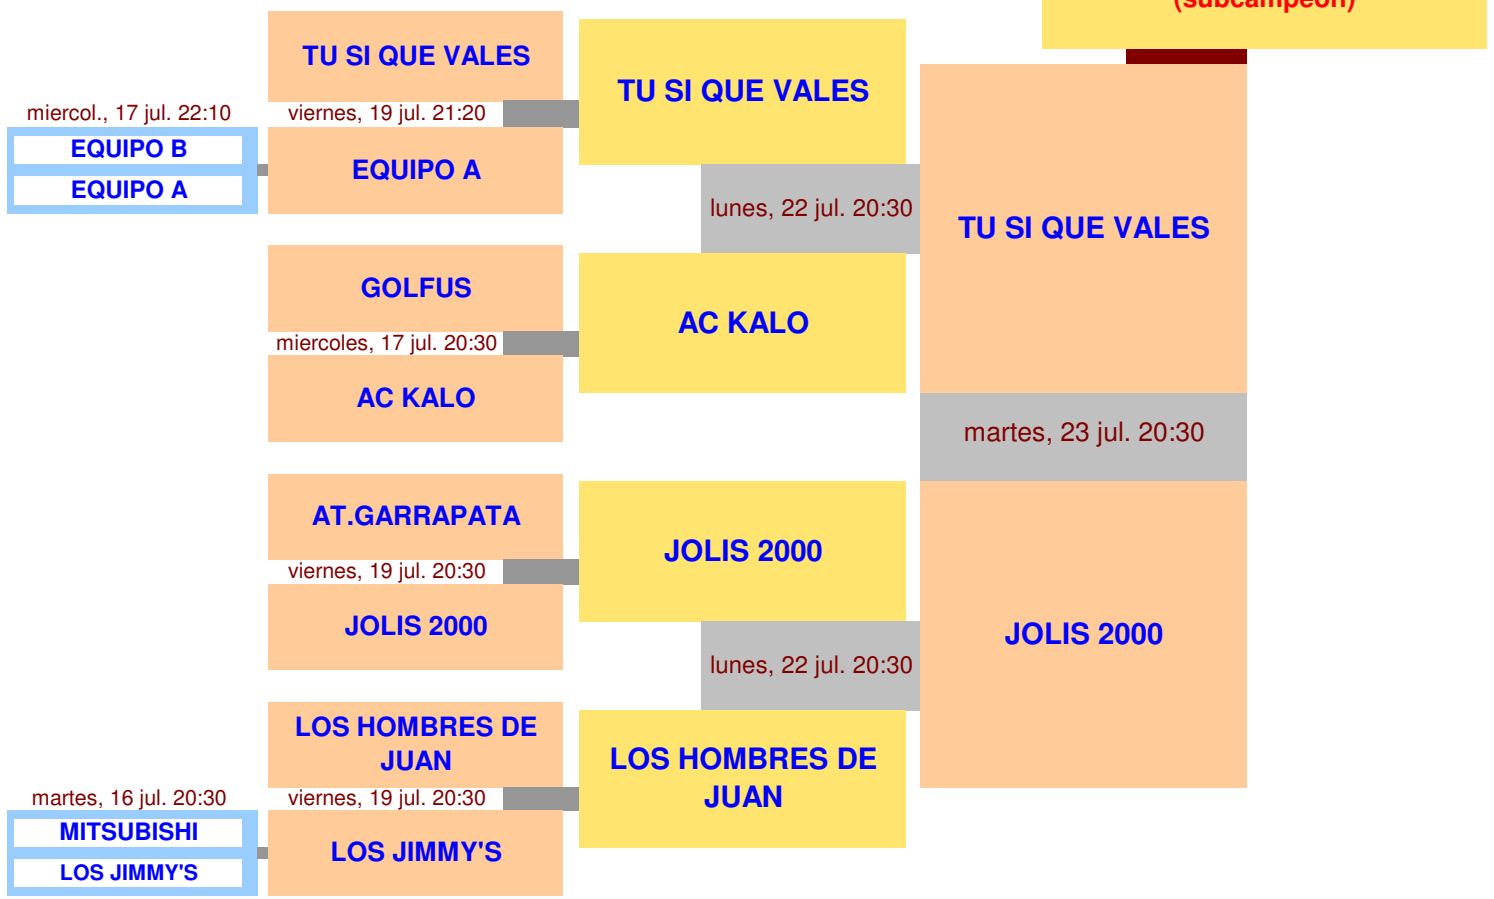 (subcampeon)
TU SI QUE VALES
TU SI QUE VALES
miercol., 17 jul. 22:10
viernes, 19 jul. 21:20
EQUIPO B
EQUIPO A
EQUIPO A
lunes, 22 jul. 20:30
TU SI QUE VALES
GOLFUS
AC KALO
miercoles, 17 jul. 20:30
AC KALO
martes, 23 jul. 20:30
AT.GARRAPATA
JOLIS 2000
viernes, 19 jul. 20:30
JOLIS 2000
JOLIS 2000
lunes, 22 jul. 20:30
LOS HOMBRES DE
JUAN
LOS HOMBRES DE
JUAN
martes, 16 jul. 20:30
viernes, 19 jul. 20:30
MITSUBISHI
LOS JIMMY'S
LOS JIMMY'S